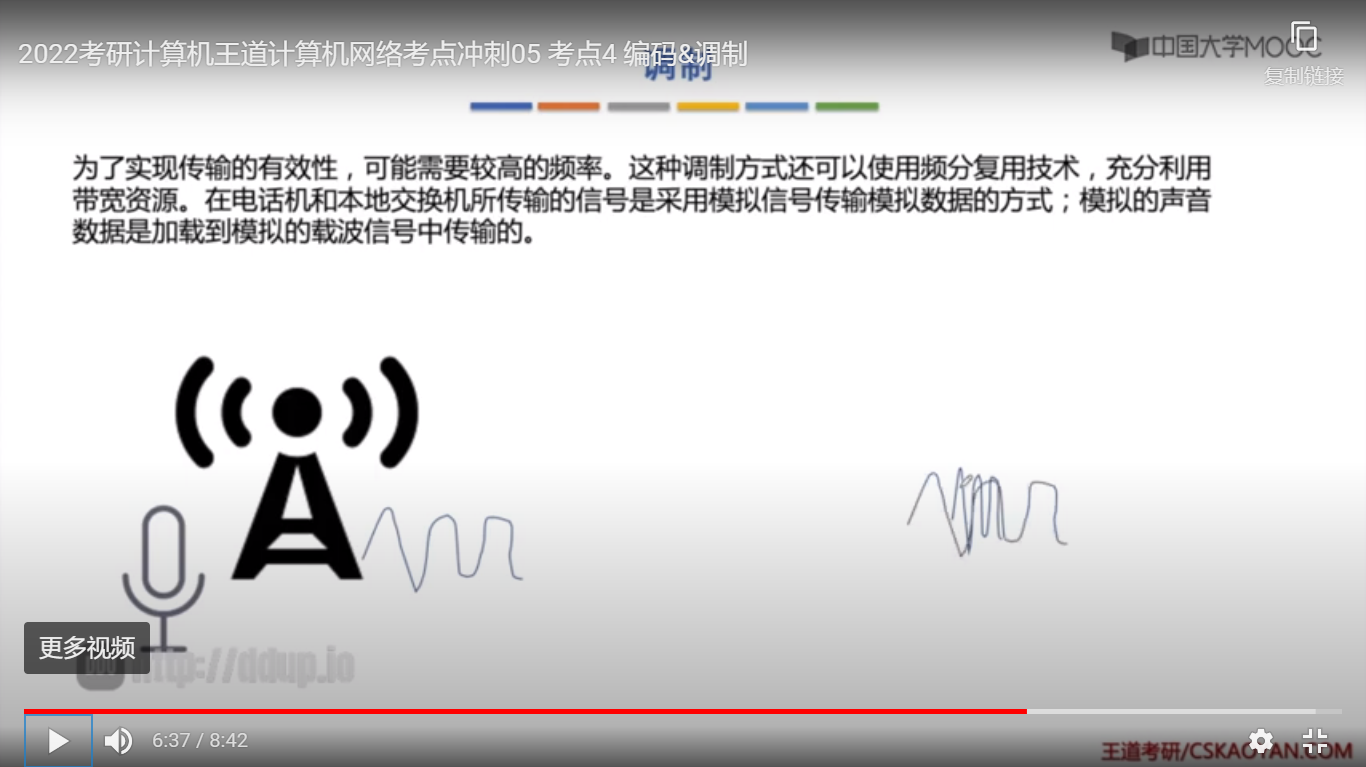 2022考研计算机王道计算机网络考点冲刺05 考点4 编码&调制
中国大学MOOC
复制链接
调制
为了实现传输的有效性，可能需要较高的频率。这种调制方式还可以使用频分复用技术，充分利用
带宽资源。在电话机和本地交换机所传输的信号是采用模拟信号传输模拟数据的方式；模拟的声音
数据是加载到模拟的载波信号中传输的。
更多视频
http://ddup.io
6:37 / 8:42
王道考研/CSKAOYAN.COM